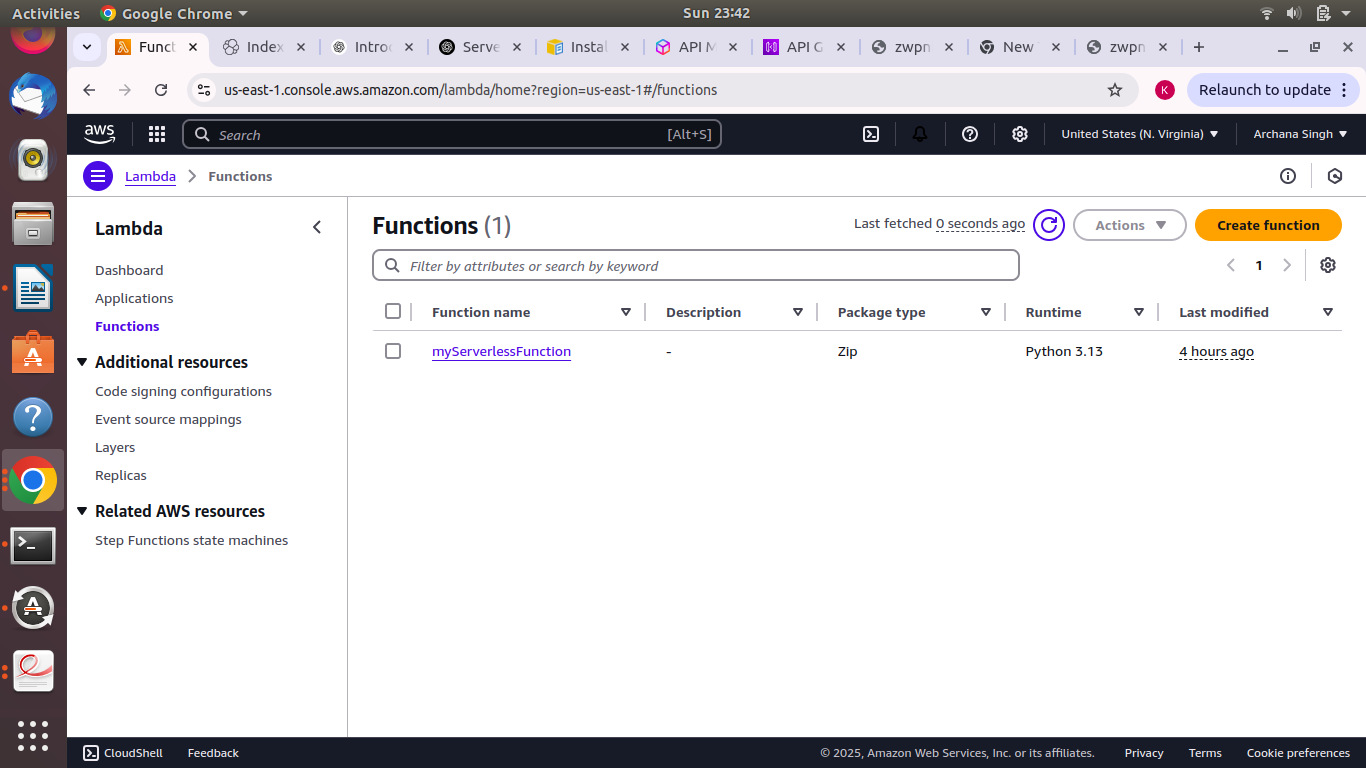 Activities Google Chrome Sun 23:42
Funct Index Introd Serve Instal API M API G zwpn New zwpn
us-east-1.console.aws.amazon.com/lambda/home?region=us-east-1#/functions K Relaunch to update
aws Search [Alt+S] United States (N. Virginia) Archana Singh
Lambda Functions
Lambda
Dashboard
Applications
Functions
Additional resources
Code signing configurations
Event source mappings
Layers
Replicas
Related AWS resources
Step Functions state machines
Functions (1) Last fetched 0 seconds ago Actions Create function
Filter by attributes or search by keyword 1
Function name Description Package type Runtime Last modified
myServerlessFunction - Zip Python 3.13 4 hours ago
CloudShell Feedback © 2025, Amazon Web Services, Inc. or its affiliates. Privacy Terms Cookie preferences